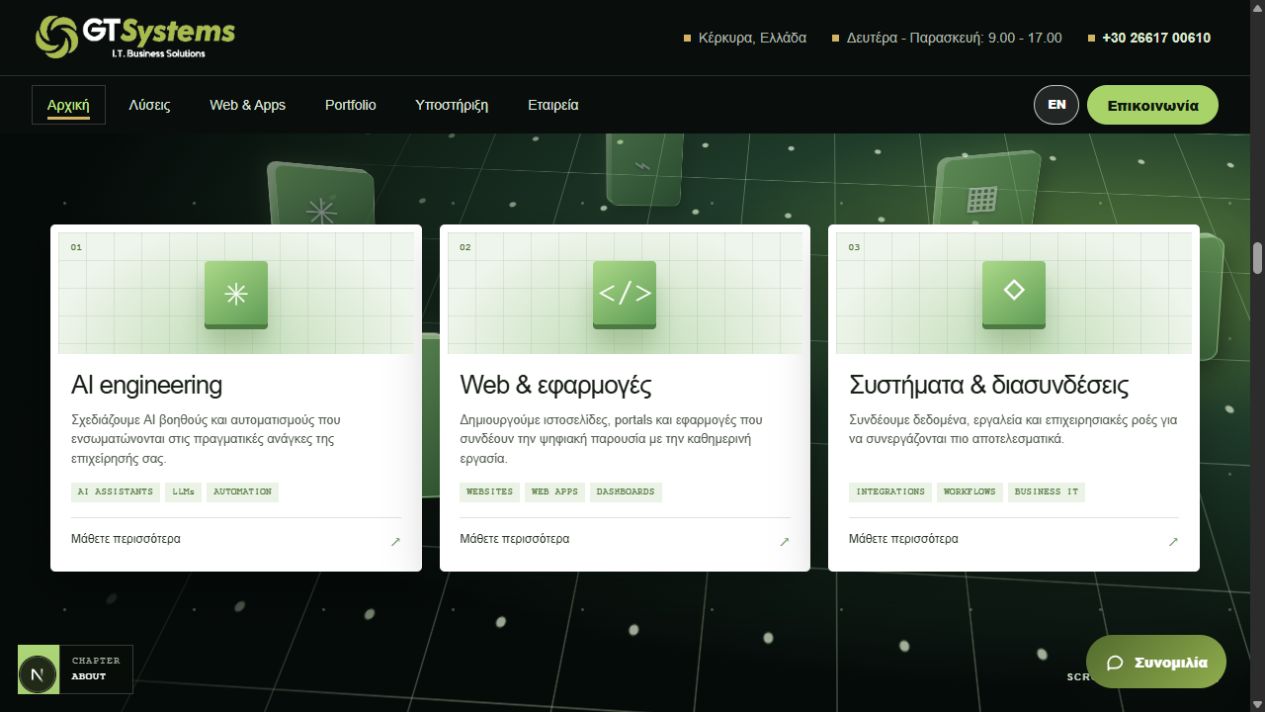 GTSystems
I.T. Business Solutions
Κέρκυρα, Ελλάδα
Δευτέρα - Παρασκευή: 9.00 - 17.00
+30 26617 00610
Αρχική
Λύσεις
Web & Apps
Portfolio
Υποστήριξη
Εταιρεία
EN
Επικοινωνία
01
AI engineering
Σχεδιάζουμε AI βοηθούς και αυτοματισμούς που
ενσωματώνονται στις πραγματικές ανάγκες της
επιχείρησής σας.
AI ASSISTANTS
LLMs
AUTOMATION
Μάθετε περισσότερα
02
</>
Web & εφαρμογές
Δημιουργούμε ιστοσελίδες, portals και εφαρμογές που
συνδέουν την ψηφιακή παρουσία με την καθημερινή
εργασία.
WEBSITES
WEB APPS
DASHBOARDS
Μάθετε περισσότερα
03
Συστήματα & διασυνδέσεις
Συνδέουμε δεδομένα, εργαλεία και επιχειρησιακές ροές για
να συνεργάζονται πιο αποτελεσματικά.
INTEGRATIONS
WORKFLOWS
BUSINESS IT
Μάθετε περισσότερα
N
CHAPTER
ABOUT
Συνομιλία